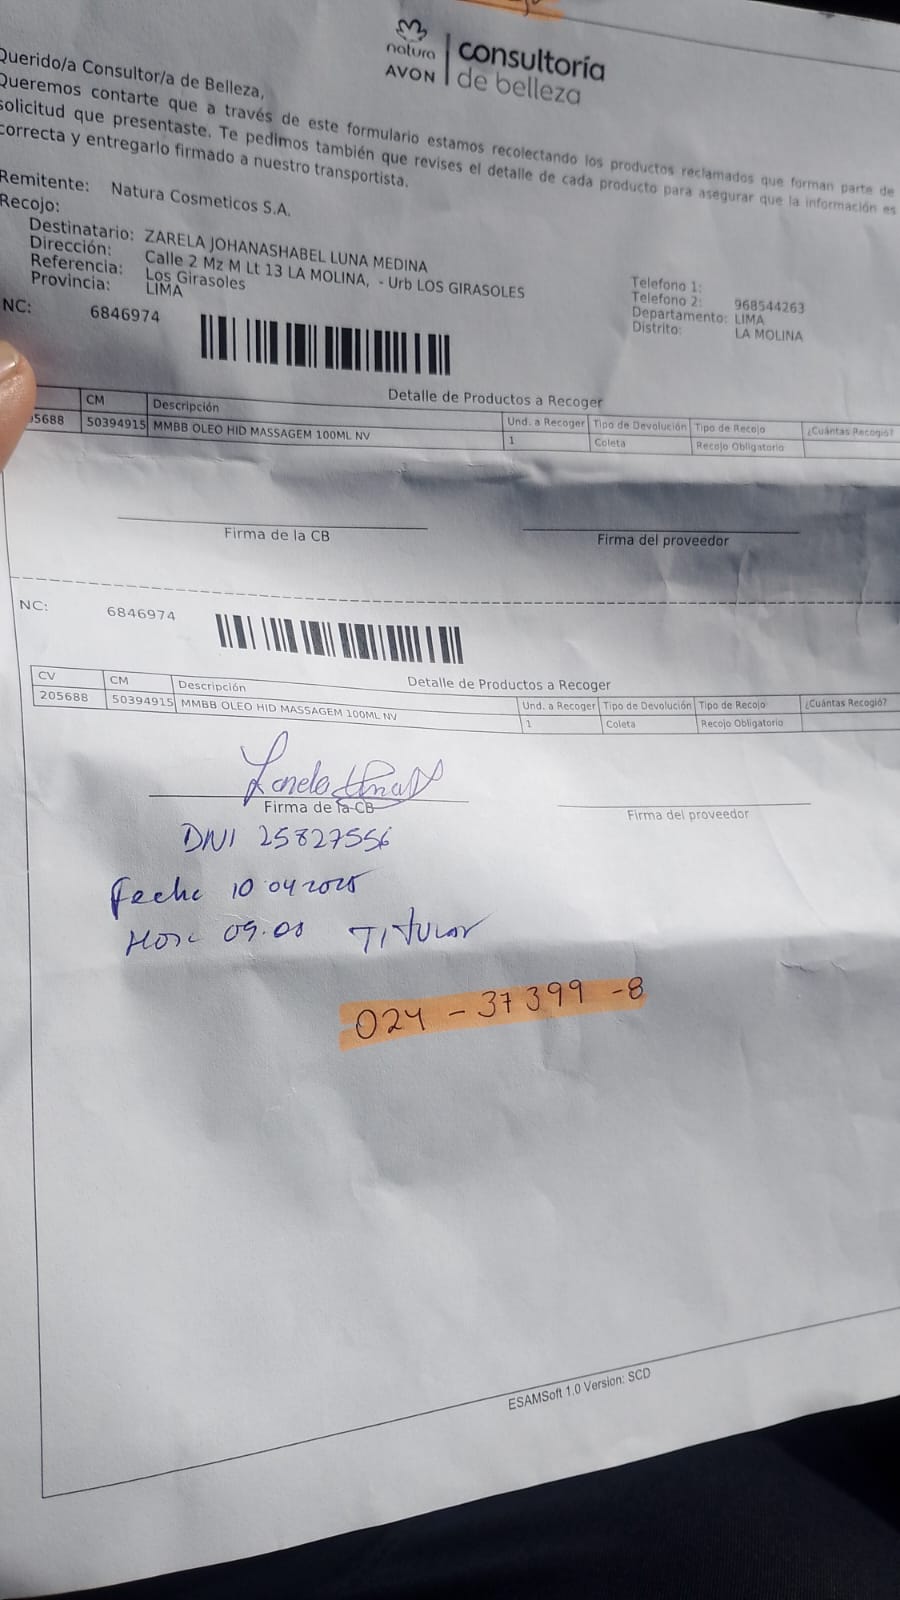 natura
AVON
consultoría
de belleza
Querido/a Consultor/a de Belleza,
Queremos contarte que a través de este formulario estamos recolectando los productos reclamados que forman parte de
solicitud que presentaste. Te pedimos también que revises el detalle de cada producto para asegurar que la información es
correcta y entregarlo firmado a nuestro transportista.
Remitente: Natura Cosmeticos S.A.
Recojo:
Destinatario: ZARELA JOHANASHABEL LUNA MEDINA
Dirección: Calle 2 Mz M Lt 13 LA MOLINA, - Urb LOS GIRASOLES
Referencia: Los Girasoles
Provincia: LIMA
Telefono 1:
Telefono 2: 968544263
Departamento: LIMA
Distrito: LA MOLINA
NC: 6846974
Detalle de Productos a Recoger
CM Descripción Und. a Recoger Tipo de Devolución Tipo de Recojo ¿Cuántas Recogió?
05688 50394915 MMBB OLEO HID MASSAGEM 100ML NV 1 Coleta Recojo Obligatorio
Firma de la CB Firma del proveedor
NC: 6846974
Detalle de Productos a Recoger
CV CM Descripción Und. a Recoger Tipo de Devolución Tipo de Recojo ¿Cuántas Recogió?
205688 50394915 MMBB OLEO HID MASSAGEM 100ML NV 1 Coleta Recojo Obligatorio
Firma de la CB Firma del proveedor
DNI 25827556
Fecha 10 04 2025
Hora 09.00 TITULAR
024 - 37399 -8
ESAMSoft 1.0 Version: SCD